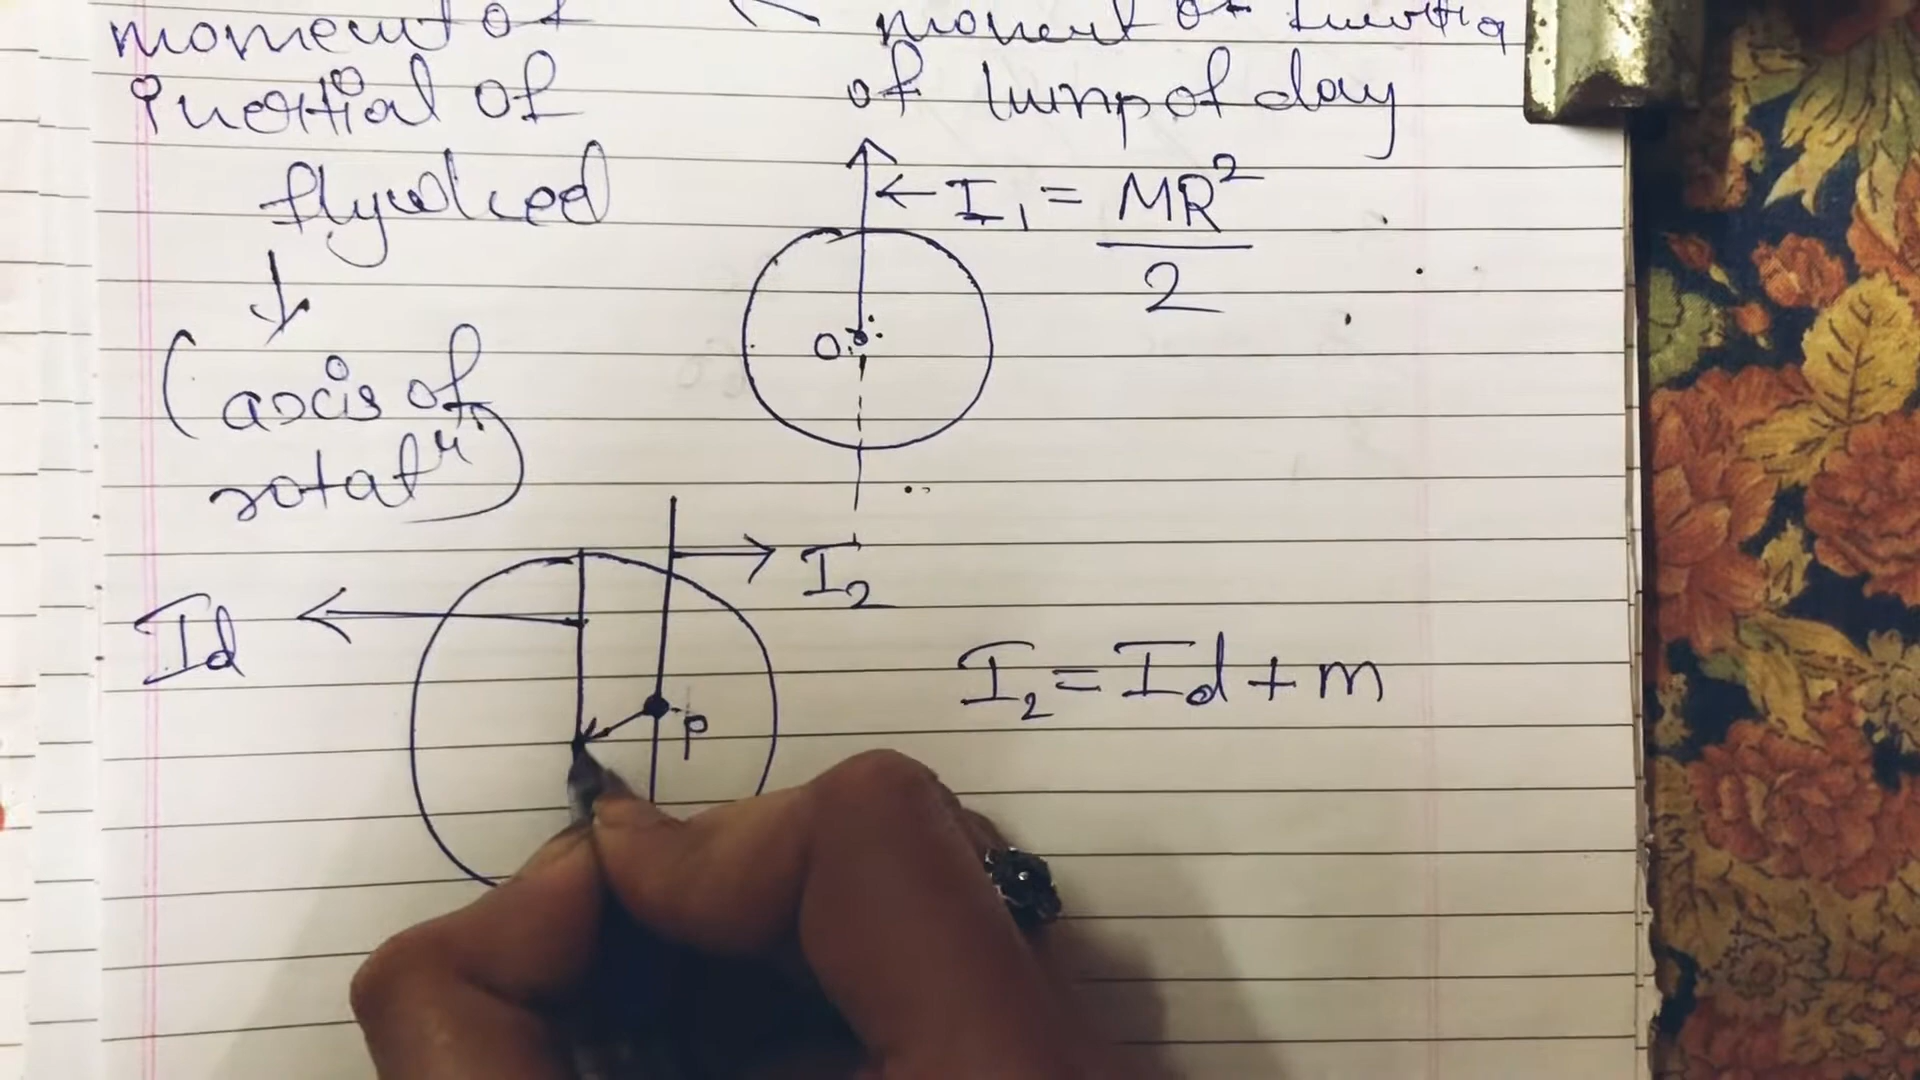 moment of
inertial of
flywheel
(axis of
rotatⁿ)
moment of Inertia
of lump of clay
← I₁ = MR²
2
O
I₂
Id
P
I₂ = Id + m